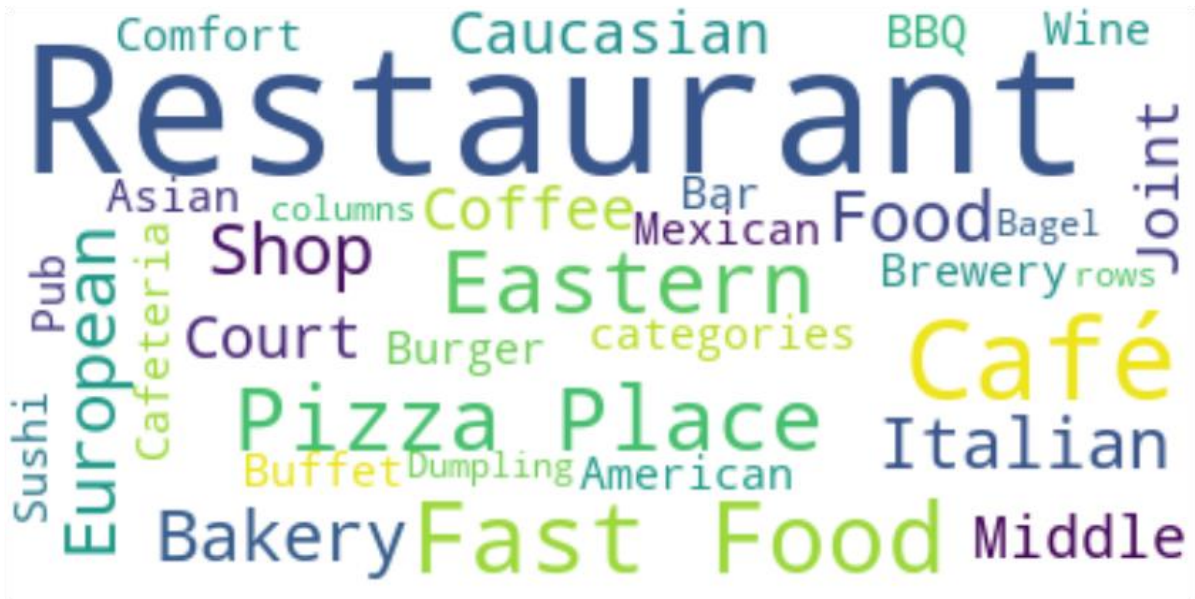 Comfort Caucasian BBQ Wine
Restaurant
Joint
Asian columns Coffee Bar Mexican Food Bagel
Shop
Pub
European
Cafeteria
Eastern Brewery rows
Court Burger categories Café
Sushi
Pizza Place Italian
Buffet Dumpling American
Bakery Fast Food Middle